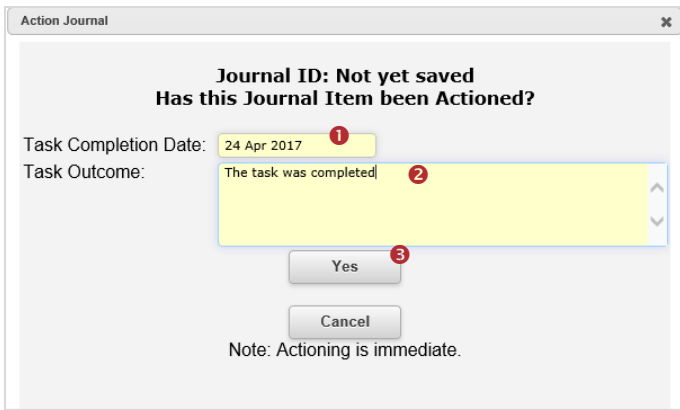 Action Journal
Journal ID: Not yet saved
Has this Journal Item been Actioned?
Task Completion Date: 24 Apr 2017 1
Task Outcome: The task was completed 2
Yes 3
Cancel
Note: Actioning is immediate.